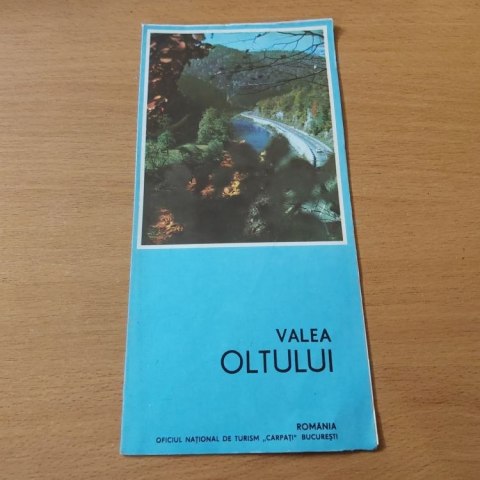 VALEA
OLTULUI
ROMÂNIA
OFICIUL NAȚIONAL DE TURISM „CARPAȚI" BUCUREȘTI